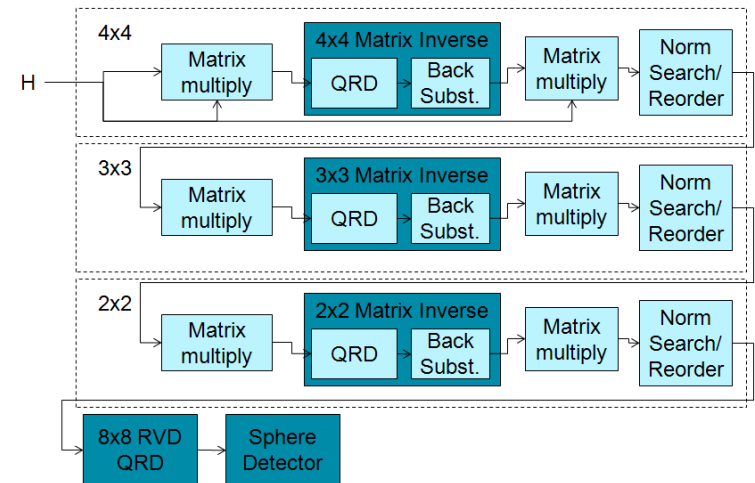 4x4
H
Matrix
multiply
4x4 Matrix Inverse
QRD
Back
Subst.
Matrix
multiply
Norm
Search/
Reorder
3x3
Matrix
multiply
3x3 Matrix Inverse
QRD
Back
Subst.
Matrix
multiply
Norm
Search/
Reorder
2x2
Matrix
multiply
2x2 Matrix Inverse
QRD
Back
Subst.
Matrix
multiply
Norm
Search/
Reorder
8x8 RVD
QRD
Sphere
Detector